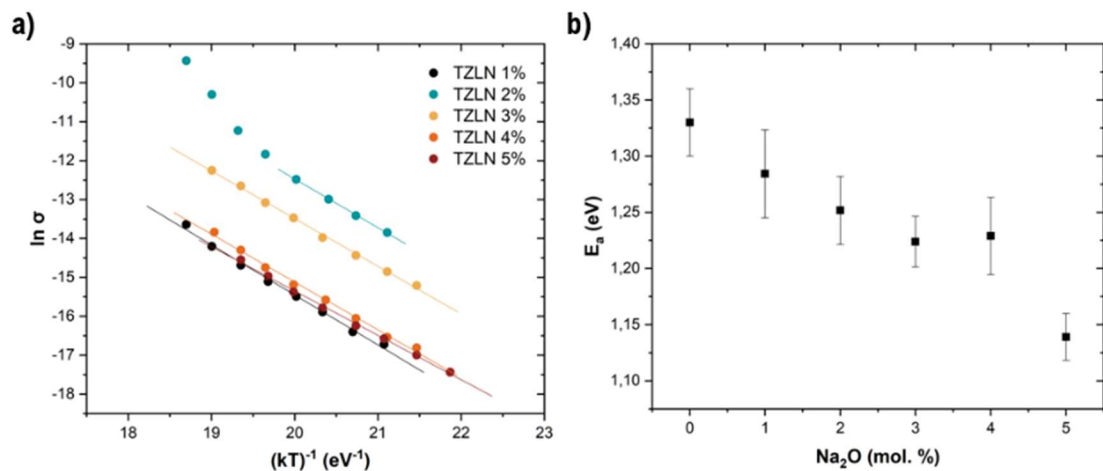 a)
-9
-10
-11
-12
-13
-14
-15
-16
-17
-18
ln σ
TZLN 1%
TZLN 2%
TZLN 3%
TZLN 4%
TZLN 5%
18 19 20 21 22 23
(kT)⁻¹ (eV⁻¹)
b)
1,40
1,35
1,30
1,25
1,20
1,15
1,10
Eₐ (eV)
0 1 2 3 4 5
Na₂O (mol. %)